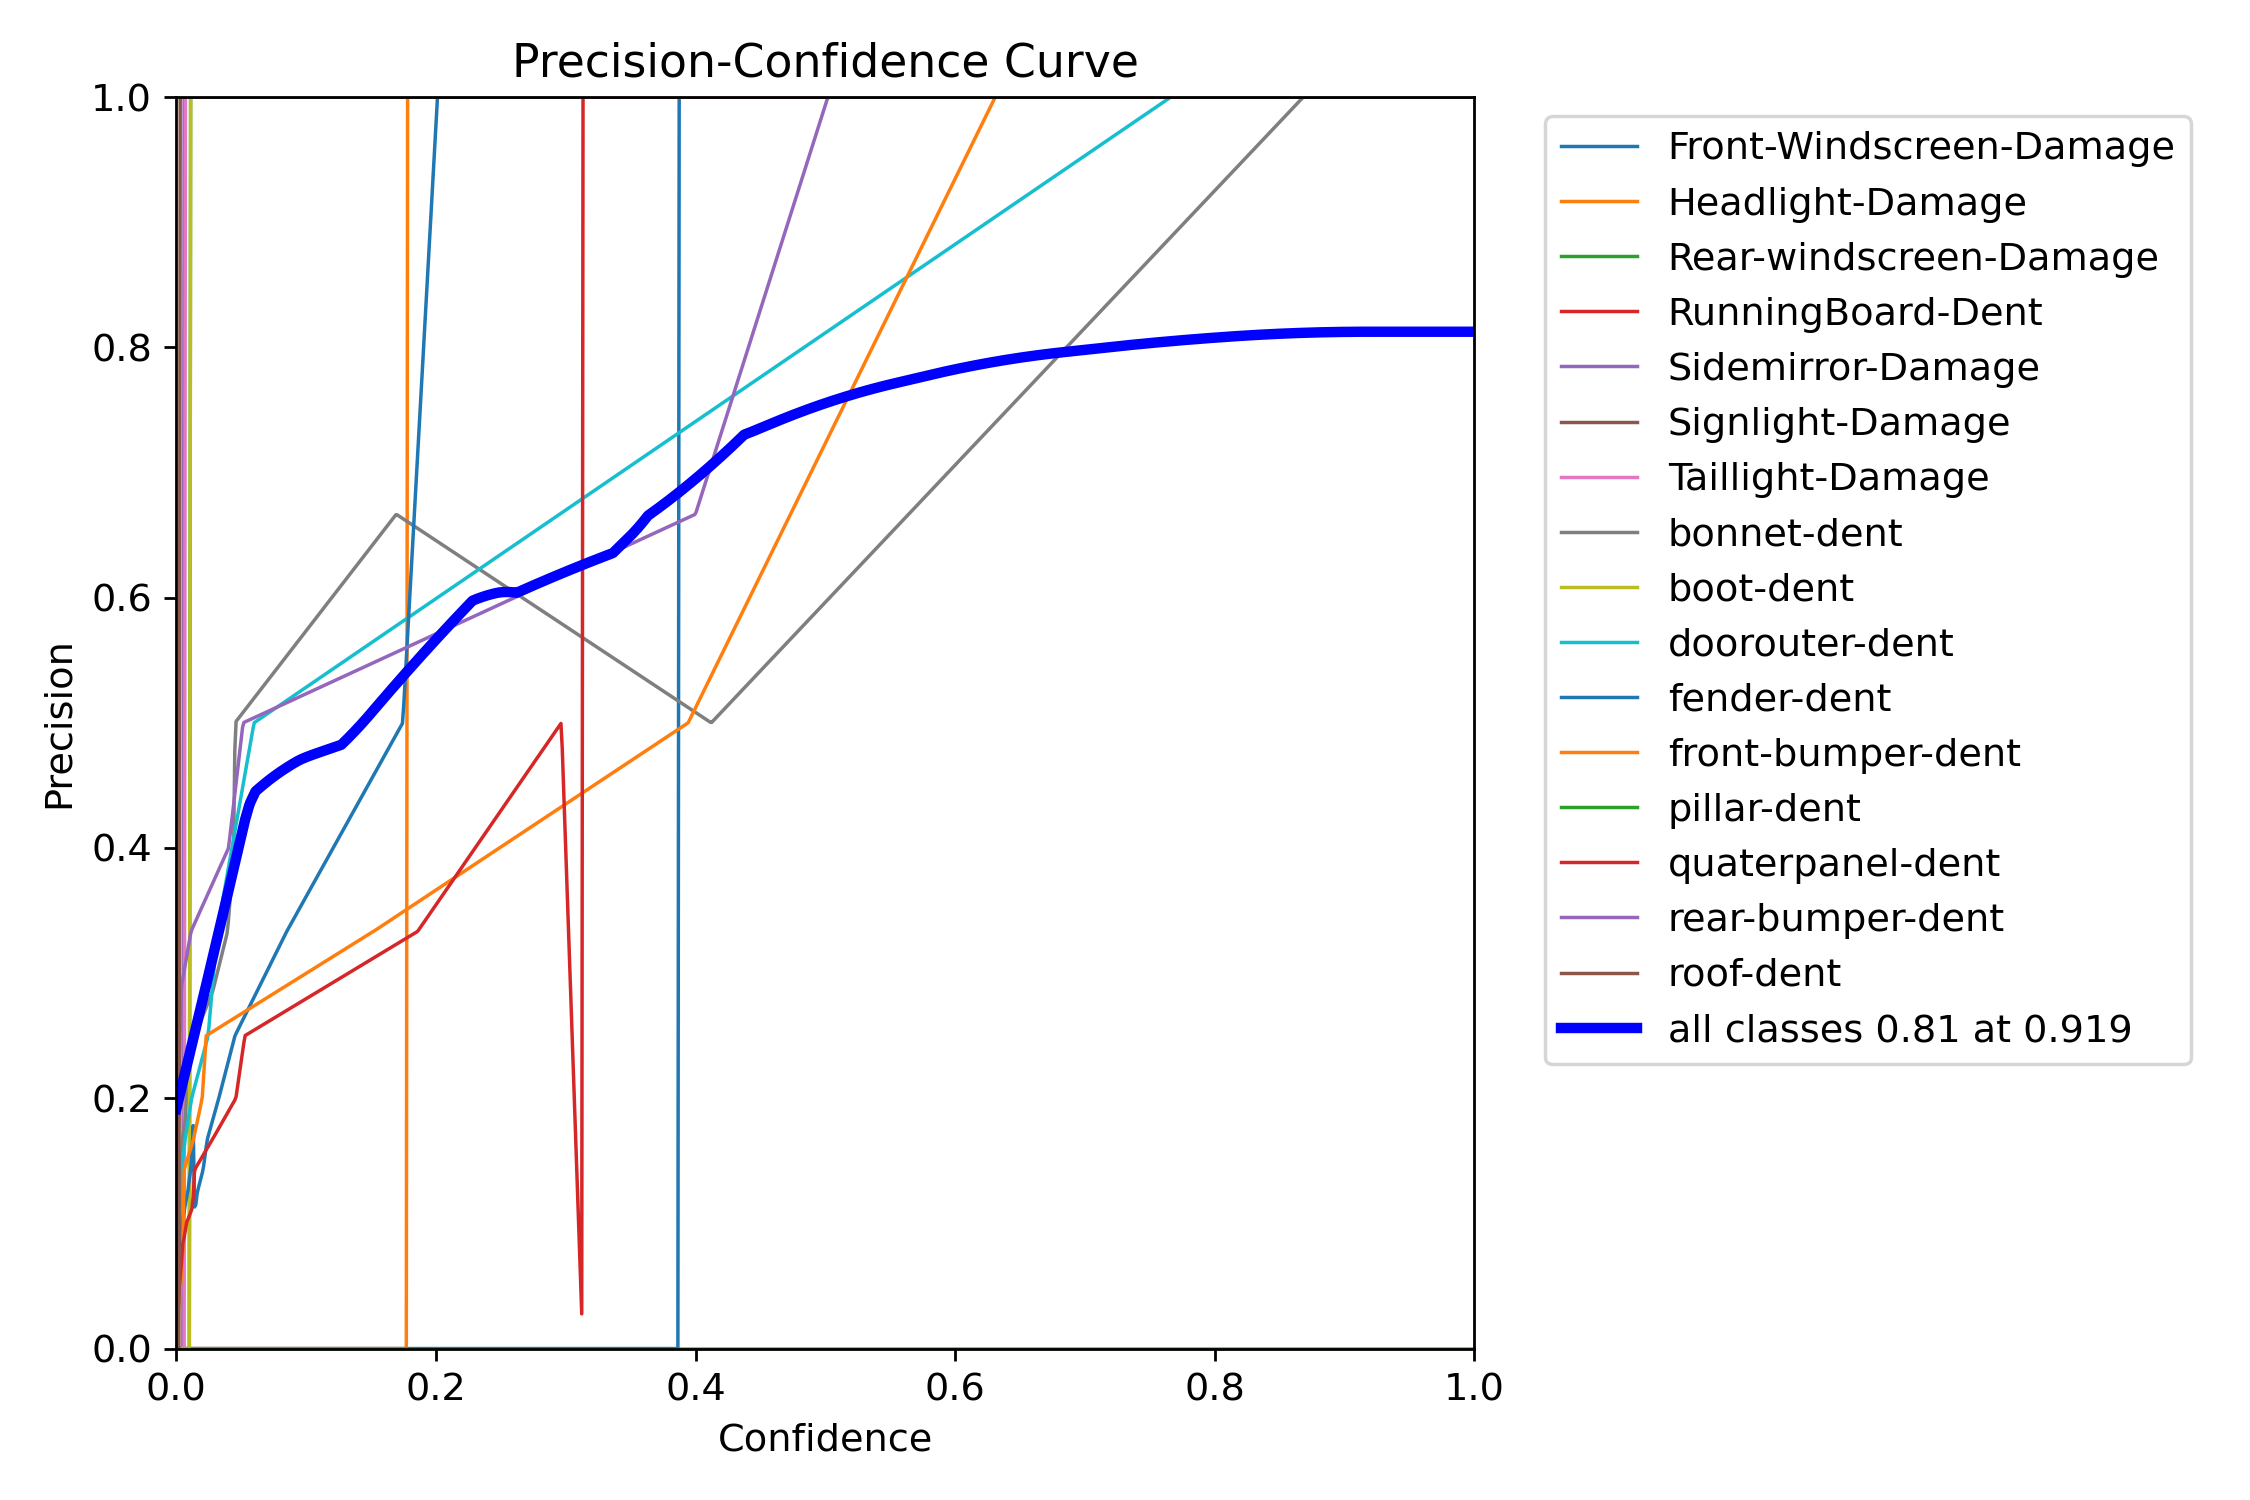 Precision-Confidence Curve
1.0
0.8
0.6
0.4
0.2
0.0
Precision
0.0 0.2 0.4 0.6 0.8 1.0
Confidence
Front-Windscreen-Damage
Headlight-Damage
Rear-windscreen-Damage
RunningBoard-Dent
Sidemirror-Damage
Signlight-Damage
Taillight-Damage
bonnet-dent
boot-dent
doorouter-dent
fender-dent
front-bumper-dent
pillar-dent
quaterpanel-dent
rear-bumper-dent
roof-dent
all classes 0.81 at 0.919